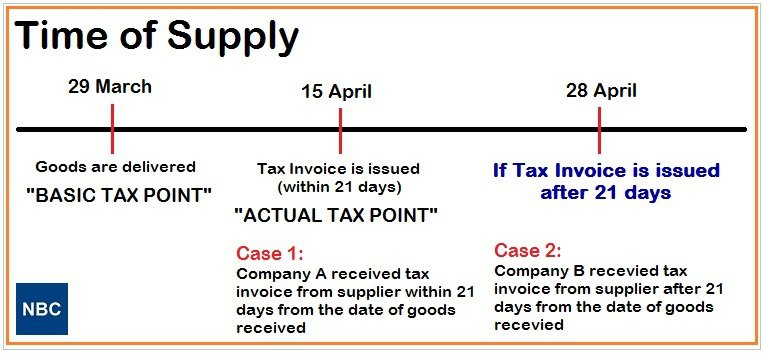 Time of Supply
29 March
15 April
28 April
Goods are delivered
"BASIC TAX POINT"
Tax Invoice is issued
(within 21 days)
"ACTUAL TAX POINT"
If Tax Invoice is issued
after 21 days
Case 1:
Company A received tax
invoice from supplier within 21
days from the date of goods
received
Case 2:
Company B recevied tax
invoice from supplier after 21
days from the date of goods
recevied
NBC